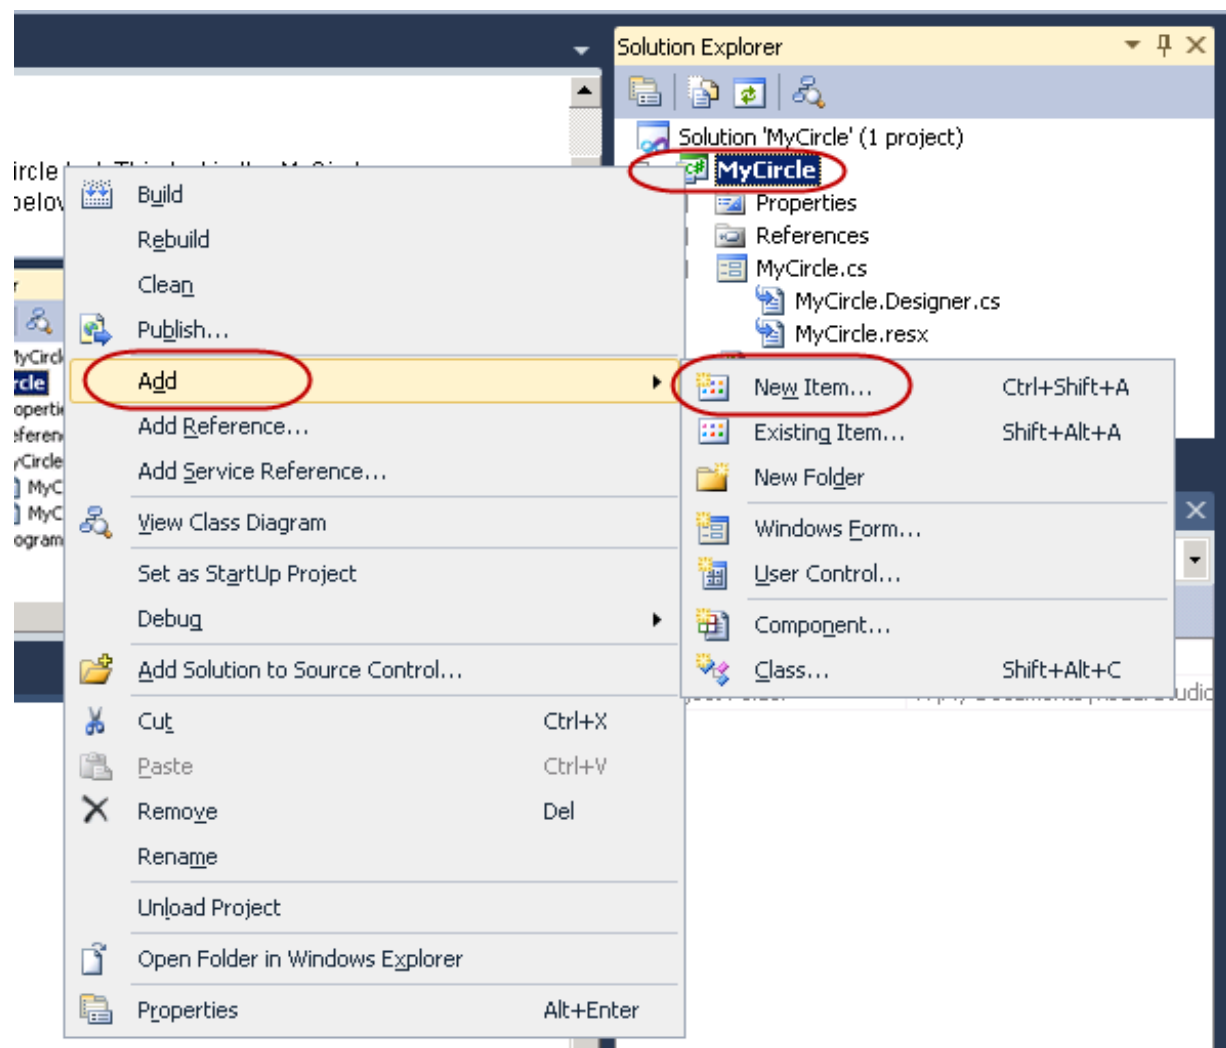 Solution Explorer
Solution 'MyCircle' (1 project)
MyCircle
Properties
References
MyCircle.cs
MyCircle.Designer.cs
MyCircle.resx
Build
Rebuild
Clean
Publish...
Add
Add Reference...
Add Service Reference...
View Class Diagram
Set as StartUp Project
Debug
Add Solution to Source Control...
Cut Ctrl+X
Paste Ctrl+V
Remove Del
Rename
Unload Project
Open Folder in Windows Explorer
Properties Alt+Enter
New Item... Ctrl+Shift+A
Existing Item... Shift+Alt+A
New Folder
Windows Form...
User Control...
Component...
Class... Shift+Alt+C